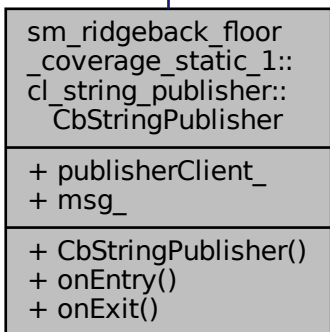 sm_ridgeback_floor
_coverage_static_1::
cl_string_publisher::
CbStringPublisher
+ publisherClient_
+ msg_
+ CbStringPublisher()
+ onEntry()
+ onExit()